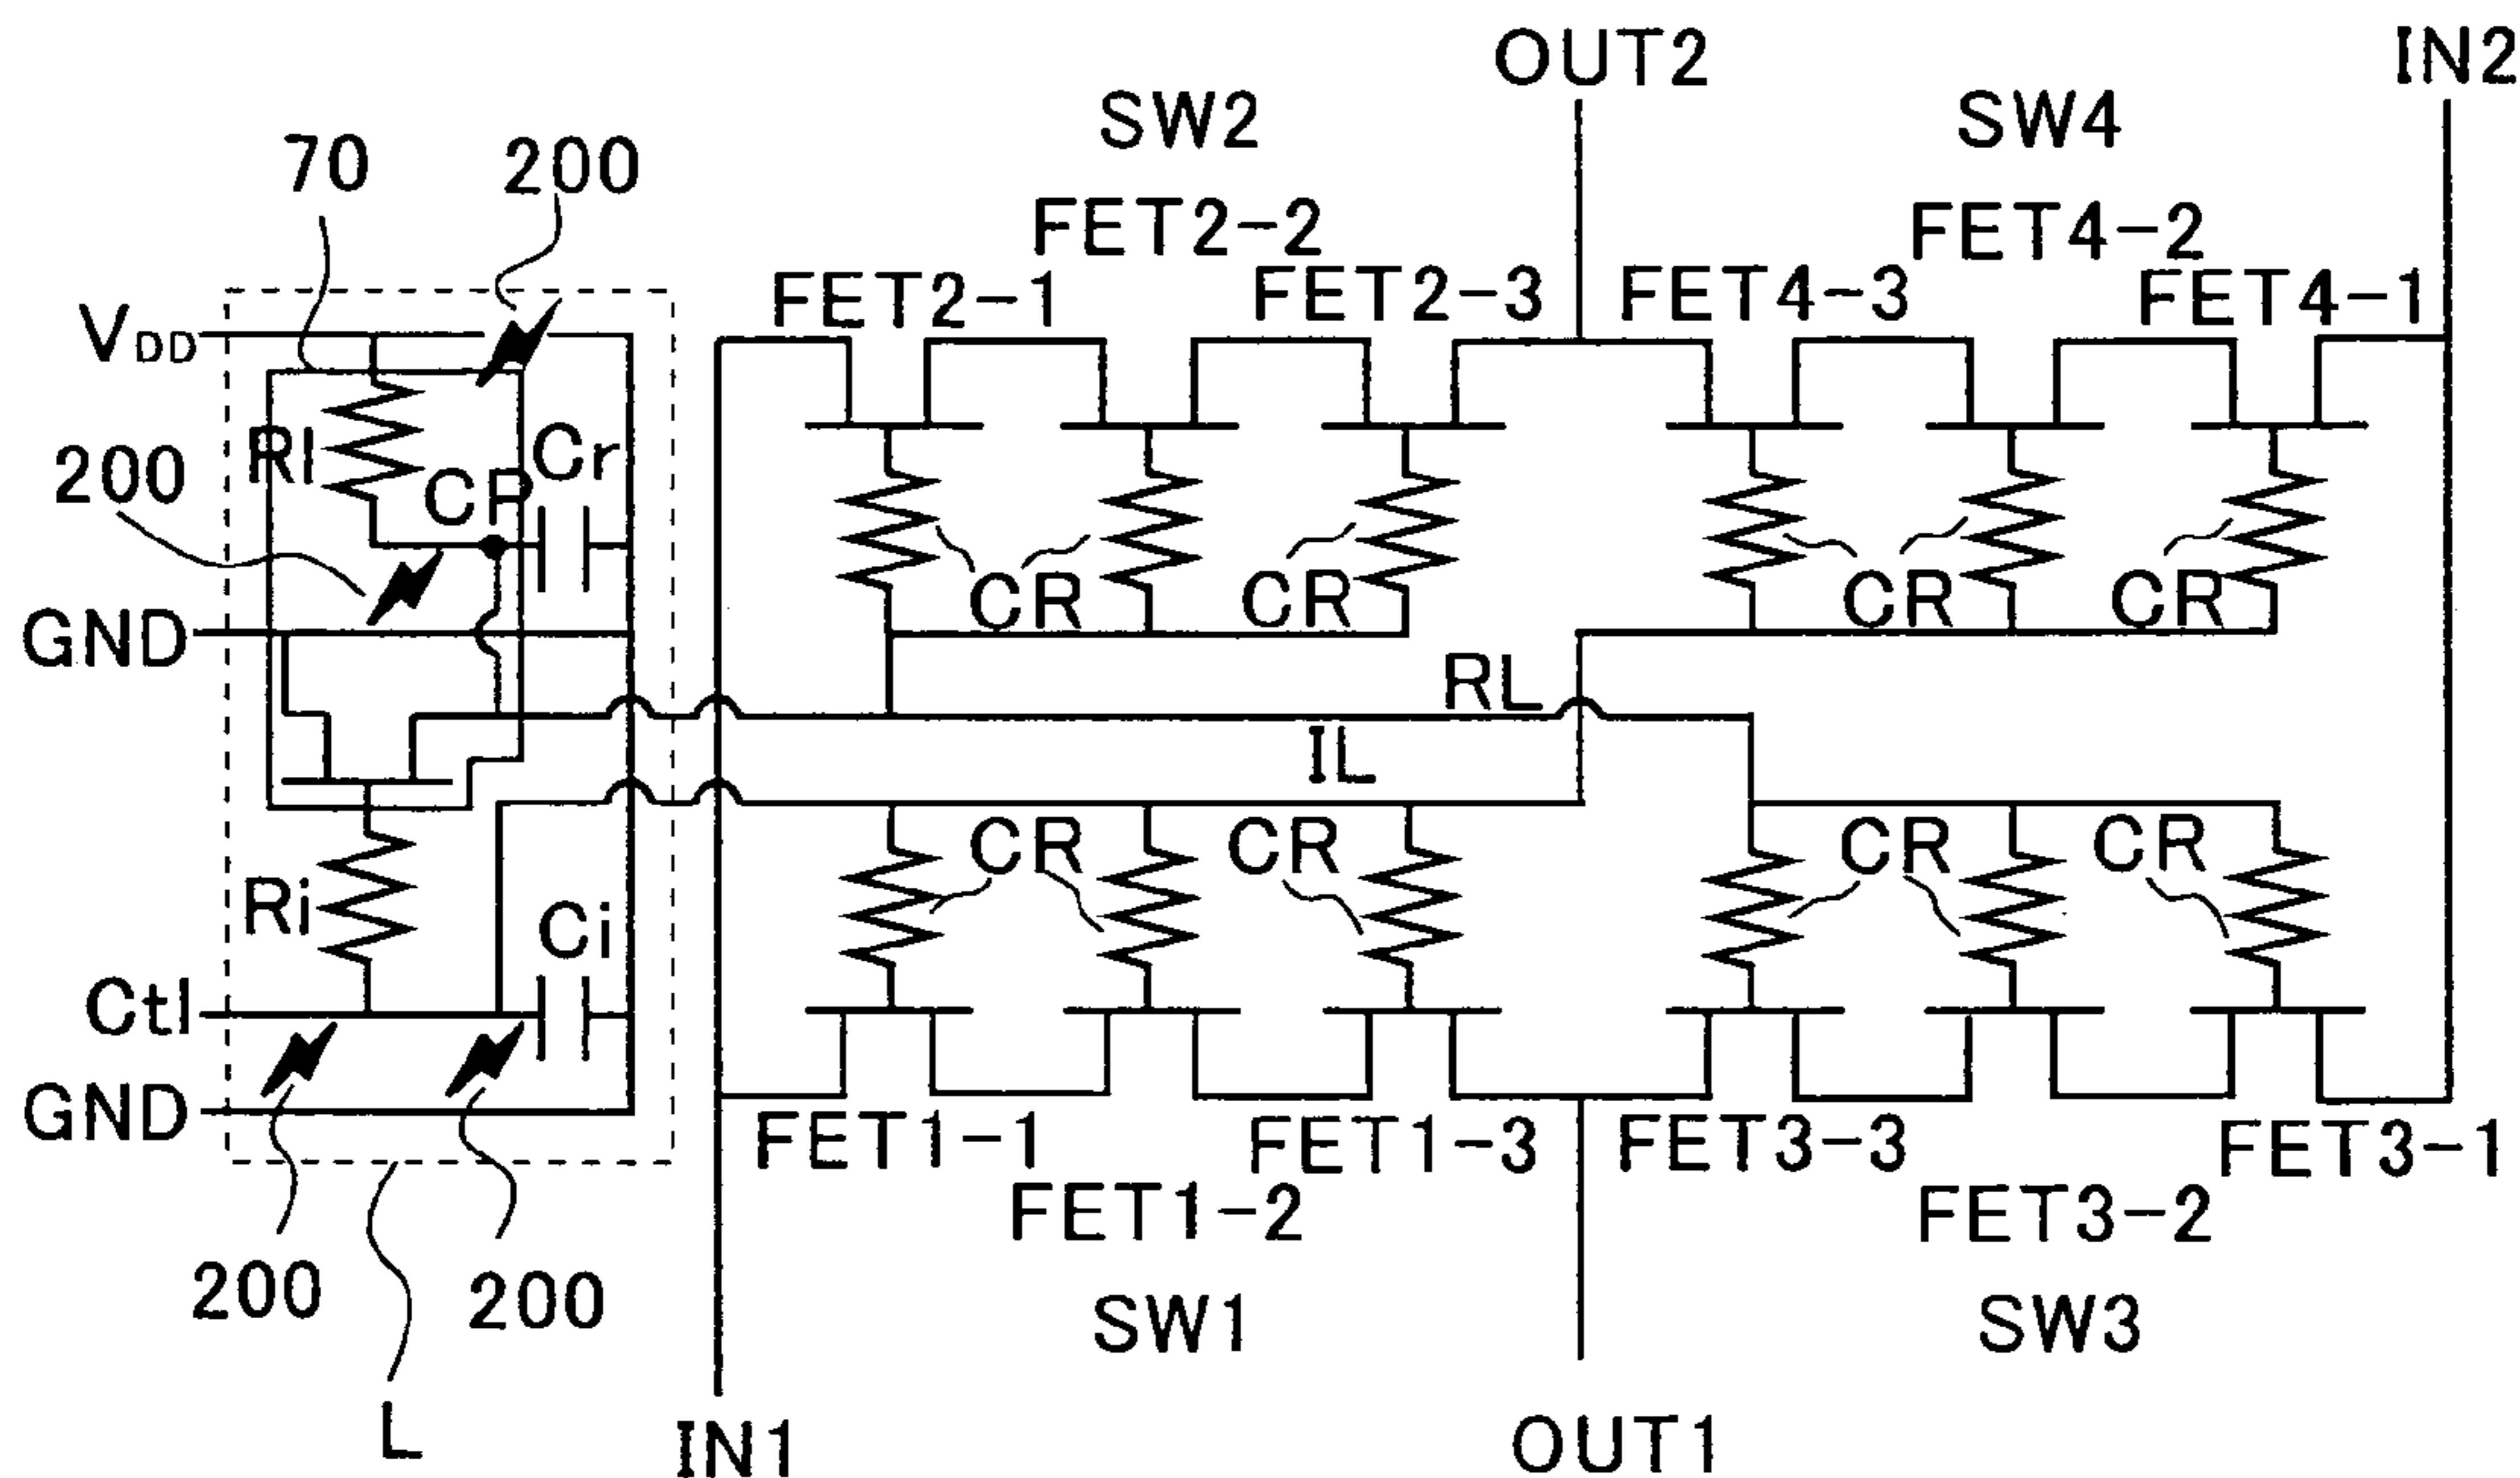 OUT2
IN2
SW2
SW4
70
200
FET2-2
FET4-2
FET2-1
FET2-3
FET4-3
FET4-1
VDD
Rl
Cr
200
CP
CR
CR
CR
CR
GND
RL
IL
CR
CR
CR
CR
Ri
Ci
Ctl
GND
FET1-1
FET1-3
FET3-3
FET3-1
FET1-2
FET3-2
200
200
SW1
SW3
L
IN1
OUT1